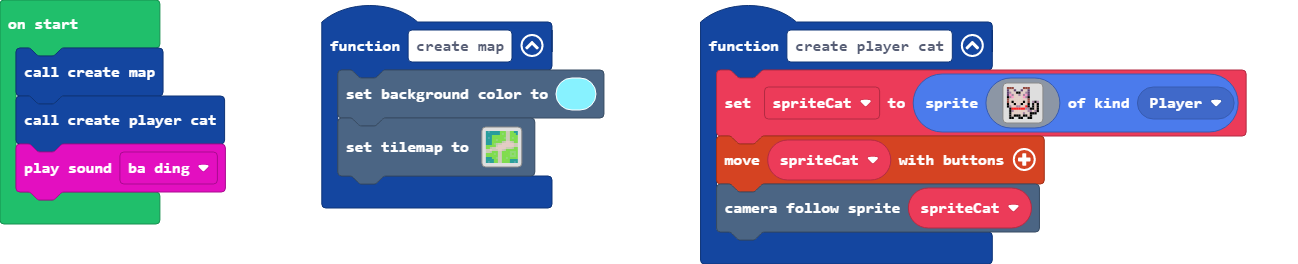 on start
call create map
call create player cat
play sound ba ding
function create map
set background color to
set tilemap to
function create player cat
set spriteCat to sprite of kind Player
move spriteCat with buttons
camera follow sprite spriteCat